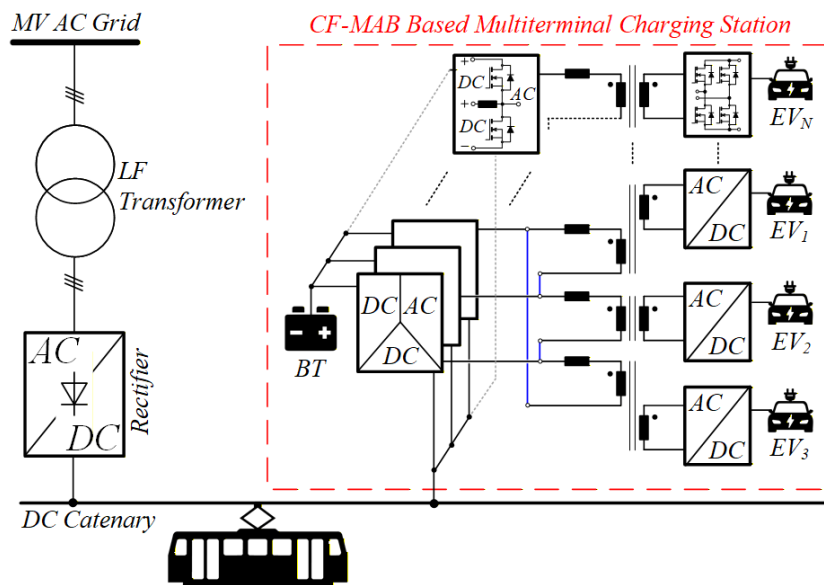 MV AC Grid
CF-MAB Based Multiterminal Charging Station
LF
Transformer
AC
DC
Rectifier
DC Catenary
+
DC
+
AC
DC
−
BT
DC
AC
DC
EV_N
AC
DC
EV_1
AC
DC
EV_2
AC
DC
EV_3